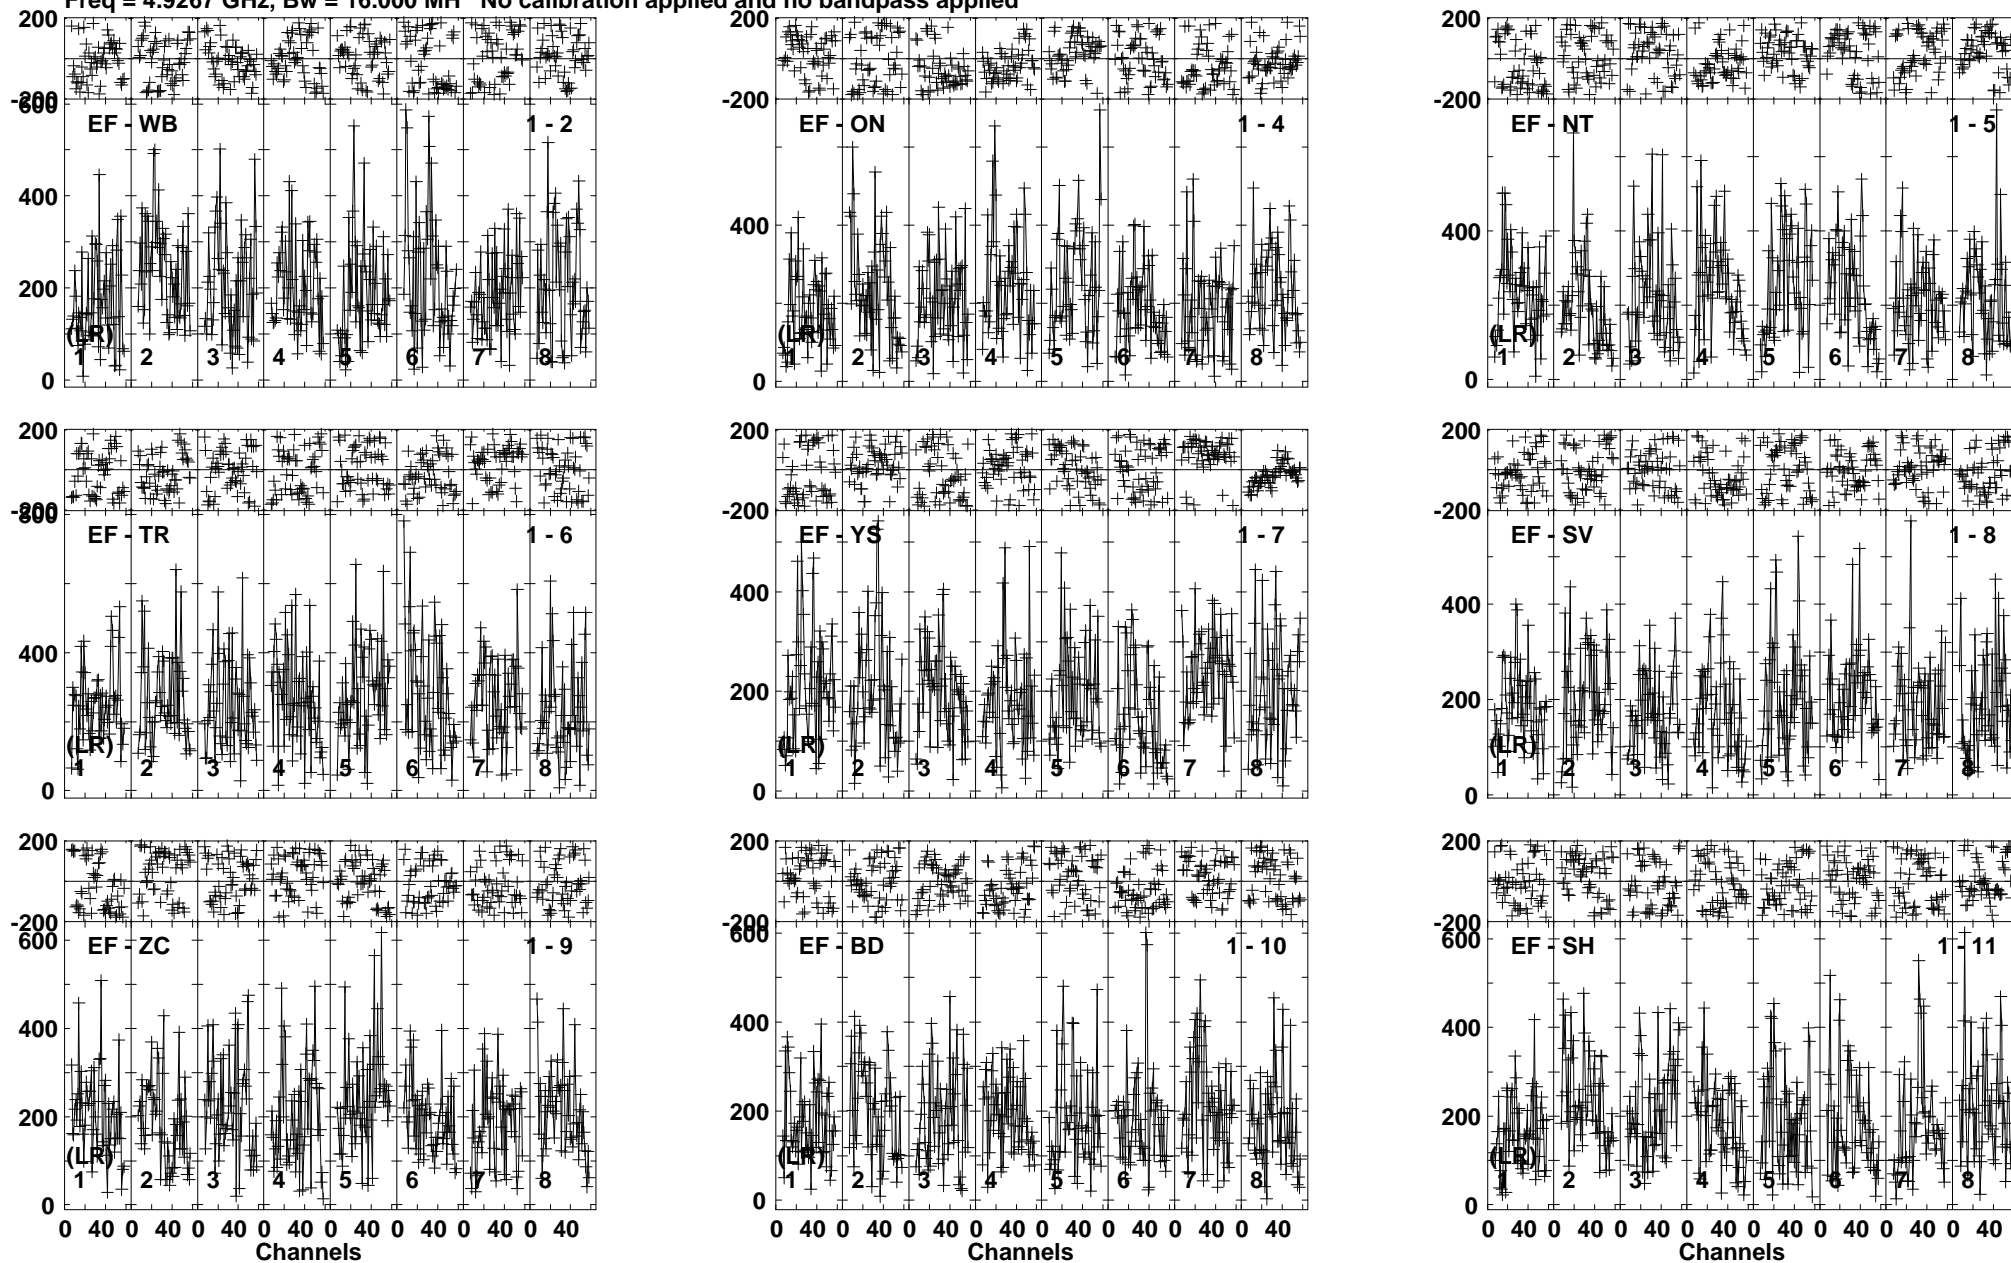 Freq = 4.9267 GHz, Bw = 16.000 MH No calibration applied and no bandpass applied
200 200 200
-200 -200 -200
600
EF - WB 1 - 2 EF - ON 1 - 4 EF - NT 1 - 5
400 400 400
200
(LR) (LR) (LR)
1 2 3 4 5 6 7 8 1 2 3 4 5 6 7 8 1 2 3 4 5 6 7 8
0 0 0
200 200 200
-200 -200 -200
800
EF - TR 1 - 6 EF - YS 1 - 7 EF - SV 1 - 8
400 400 400
200 200
(LR) (LR) (LR)
1 2 3 4 5 6 7 8 1 2 3 4 5 6 7 8 1 2 3 4 5 6 7 8
0 0 0
200 200 200
-200 -200 -200
600 600 600
EF - ZC 1 - 9 EF - BD 1 - 10 EF - SH 1 - 11
400 400 400
200 200 200
(LR) (LR) (LR)
1 2 3 4 5 6 7 8 1 2 3 4 5 6 7 8 1 2 3 4 5 6 7 8
0 0 0
0 40 0 40 0 40 0 40 0 40 0 40 0 40 0 40 0 40 0 40 0 40 0 40 0 40 0 40 0 40 0 40 0 40 0 40 0 40 0 40 0 40 0 40 0 40 0 40
Channels Channels Channels